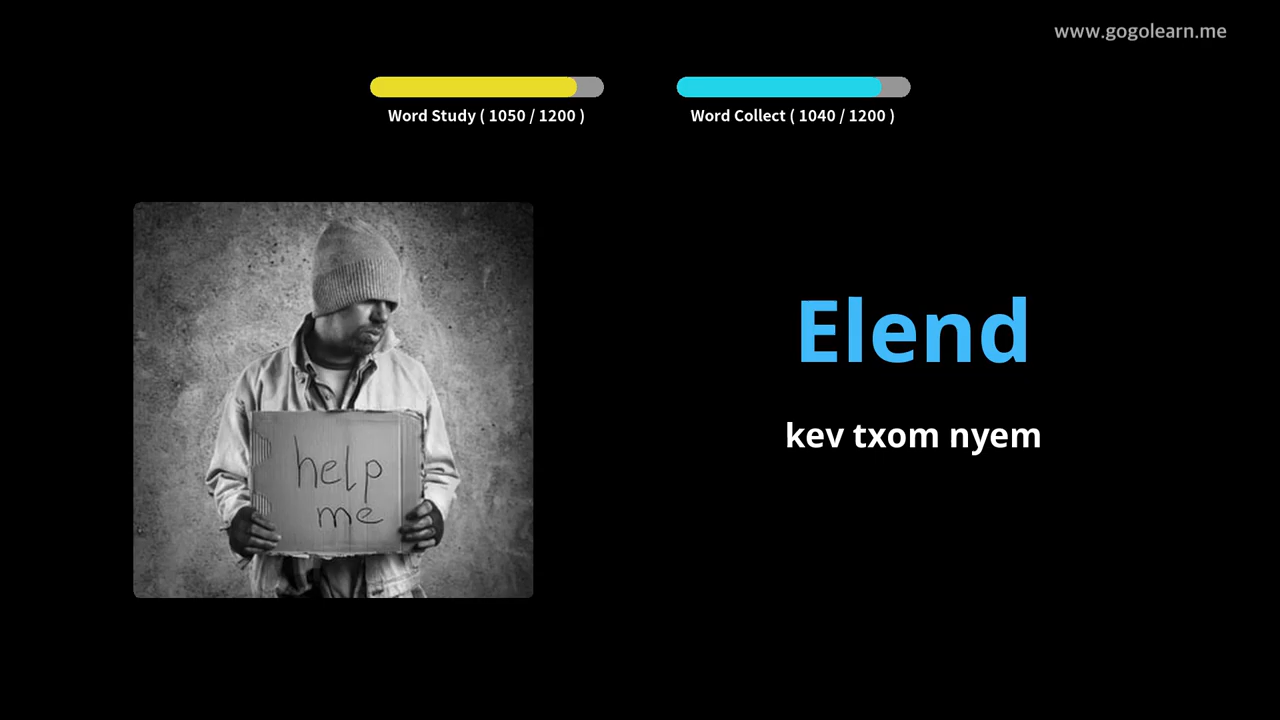 www.gogolearn.me
Word Study ( 1050 / 1200 )
Word Collect ( 1040 / 1200 )
help
me
Elend
kev txom nyem